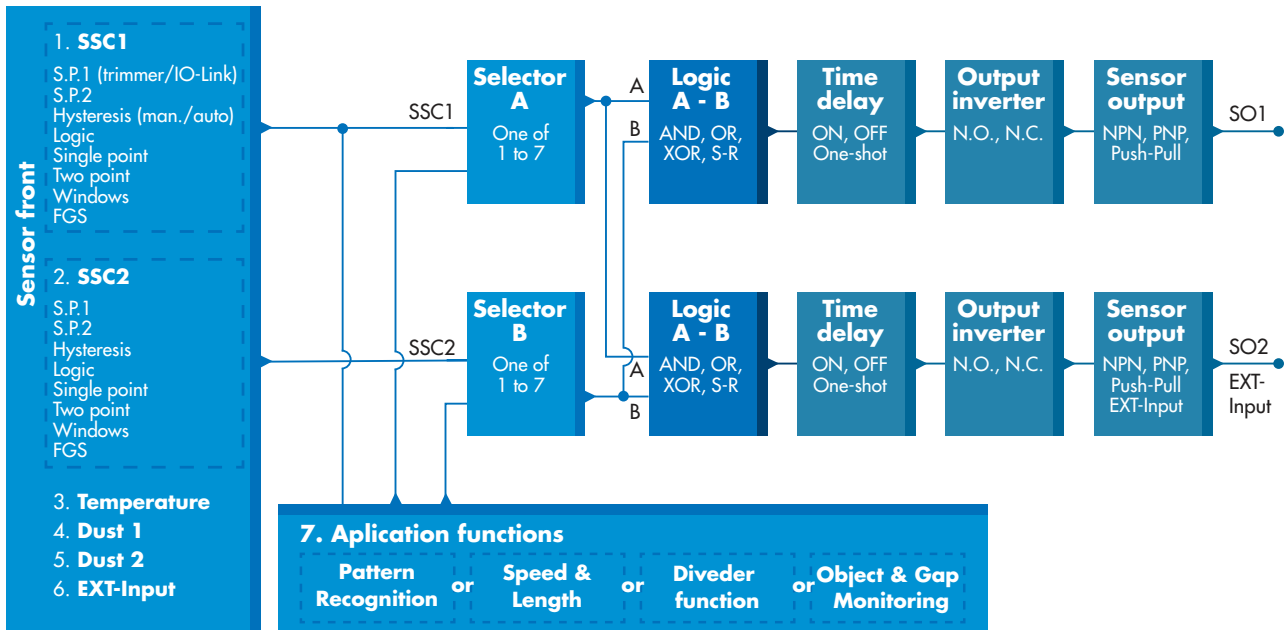 Sensor front
1. SSC1
S.P.1 (trimmer/IO-Link)
S.P.2
Hysteresis (man./auto)
Logic
Single point
Two point
Windows
FGS
2. SSC2
S.P.1
S.P.2
Hysteresis
Logic
Single point
Two point
Windows
FGS
3. Temperature
4. Dust 1
5. Dust 2
6. EXT-Input
SSC1
Selector
A
One of
1 to 7
A
B
Logic
A - B
AND, OR,
XOR, S-R
Time
delay
ON, OFF
One-shot
Output
inverter
N.O., N.C.
Sensor
output
NPN, PNP,
Push-Pull
SO1
SSC2
Selector
B
One of
1 to 7
A
B
Logic
A - B
AND, OR,
XOR, S-R
Time
delay
ON, OFF
One-shot
Output
inverter
N.O., N.C.
Sensor
output
NPN, PNP,
Push-Pull
EXT-Input
SO2
EXT-
Input
7. Aplication functions
Pattern
Recognition
or
Speed &
Length
or
Diveder
function
or
Object & Gap
Monitoring